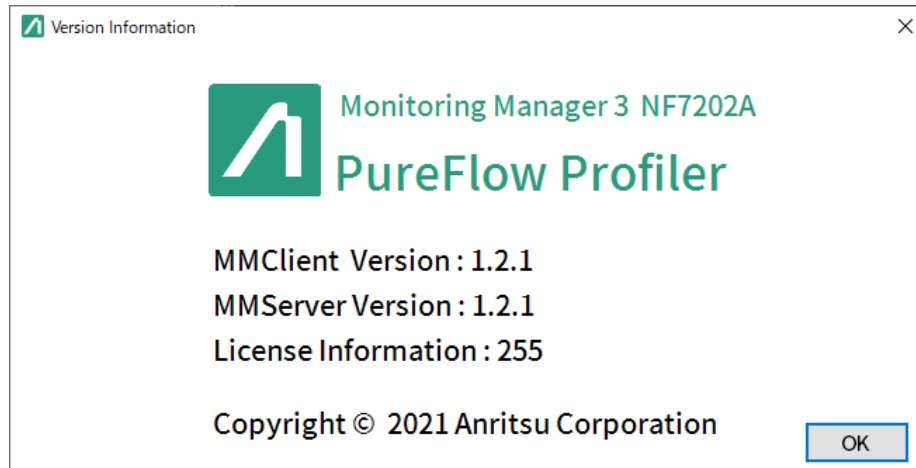 Version Information
Monitoring Manager 3 NF7202A
PureFlow Profiler
MMClient Version : 1.2.1
MMServer Version : 1.2.1
License Information : 255
Copyright © 2021 Anritsu Corporation
OK